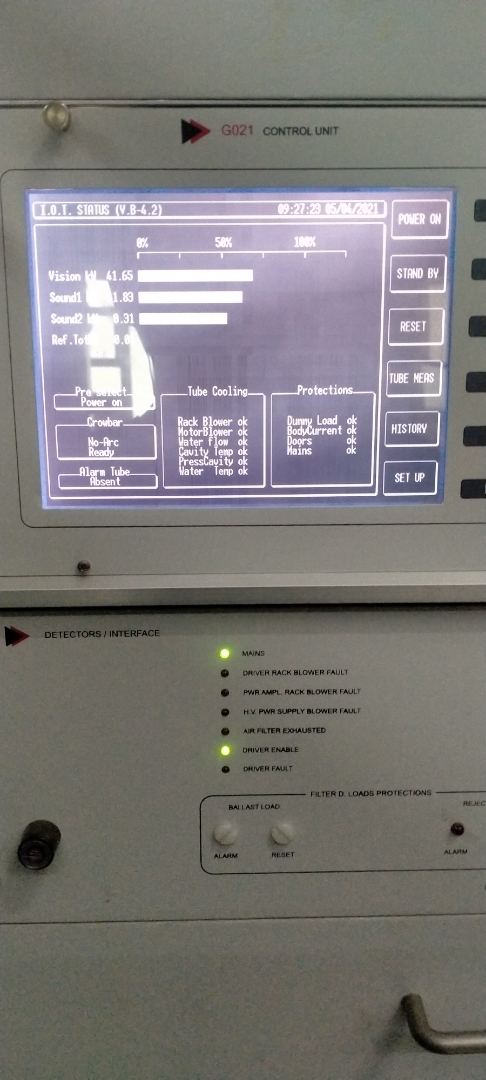 G021 CONTROL UNIT
I.O.T. STATUS (V.B-4.2) 09:27:23 05/04/2021
POWER ON
0% 50% 100%
Vision kW 41.65
STAND BY
Sound1 1.83
Sound2 0.31
RESET
Pre select
Power on
TUBE MEAS
Crowbar
No-Arc
Ready
Alarm Tube
Absent
Tube Cooling
Rack Blower ok
MotorBlower ok
Water flow ok
Cavity Temp ok
PressCavity ok
Water Temp ok
Protections
Dummy Load ok
BodyCurrent ok
Doors ok
Mains ok
HISTORY
SET UP
DETECTORS / INTERFACE
MAINS
DRIVER RACK BLOWER FAULT
PWR AMPL. RACK BLOWER FAULT
H.V. PWR SUPPLY BLOWER FAULT
AIR FILTER EXHAUSTED
DRIVER ENABLE
DRIVER FAULT
FILTER D. LOADS PROTECTIONS
BALLAST LOAD
REJEC
ALARM RESET ALARM